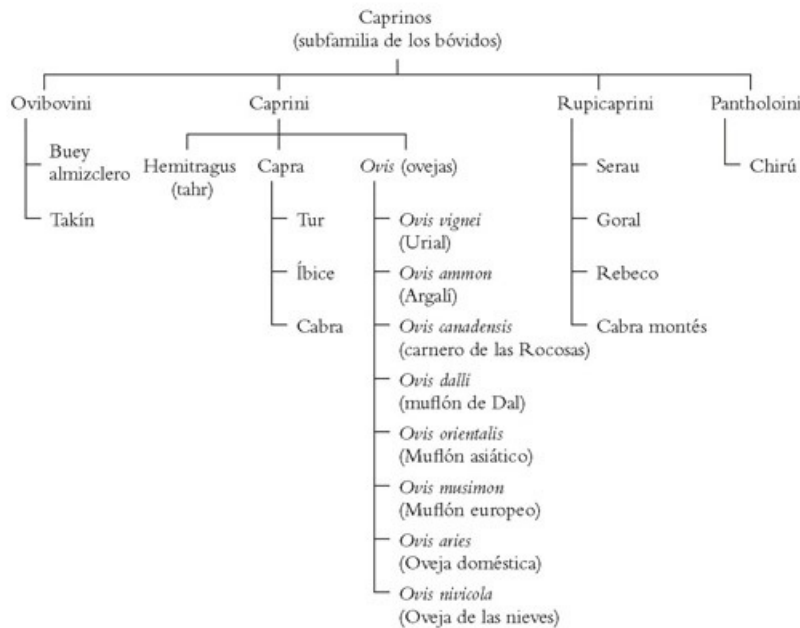 Caprinos
(subfamilia de los bóvidos)
Ovibovini
Buey
almizclero
Takín
Caprini
Hemitragus
(tahr)
Capra
Tur
Íbice
Cabra
Ovis (ovejas)
Ovis vignei
(Urial)
Ovis ammon
(Argalí)
Ovis canadensis
(carnero de las Rocosas)
Ovis dalli
(muflón de Dal)
Ovis orientalis
(Muflón asiático)
Ovis musimon
(Muflón europeo)
Ovis aries
(Oveja doméstica)
Ovis nivicola
(Oveja de las nieves)
Rupicaprini
Serau
Goral
Rebeco
Cabra montés
Pantholoini
Chirú